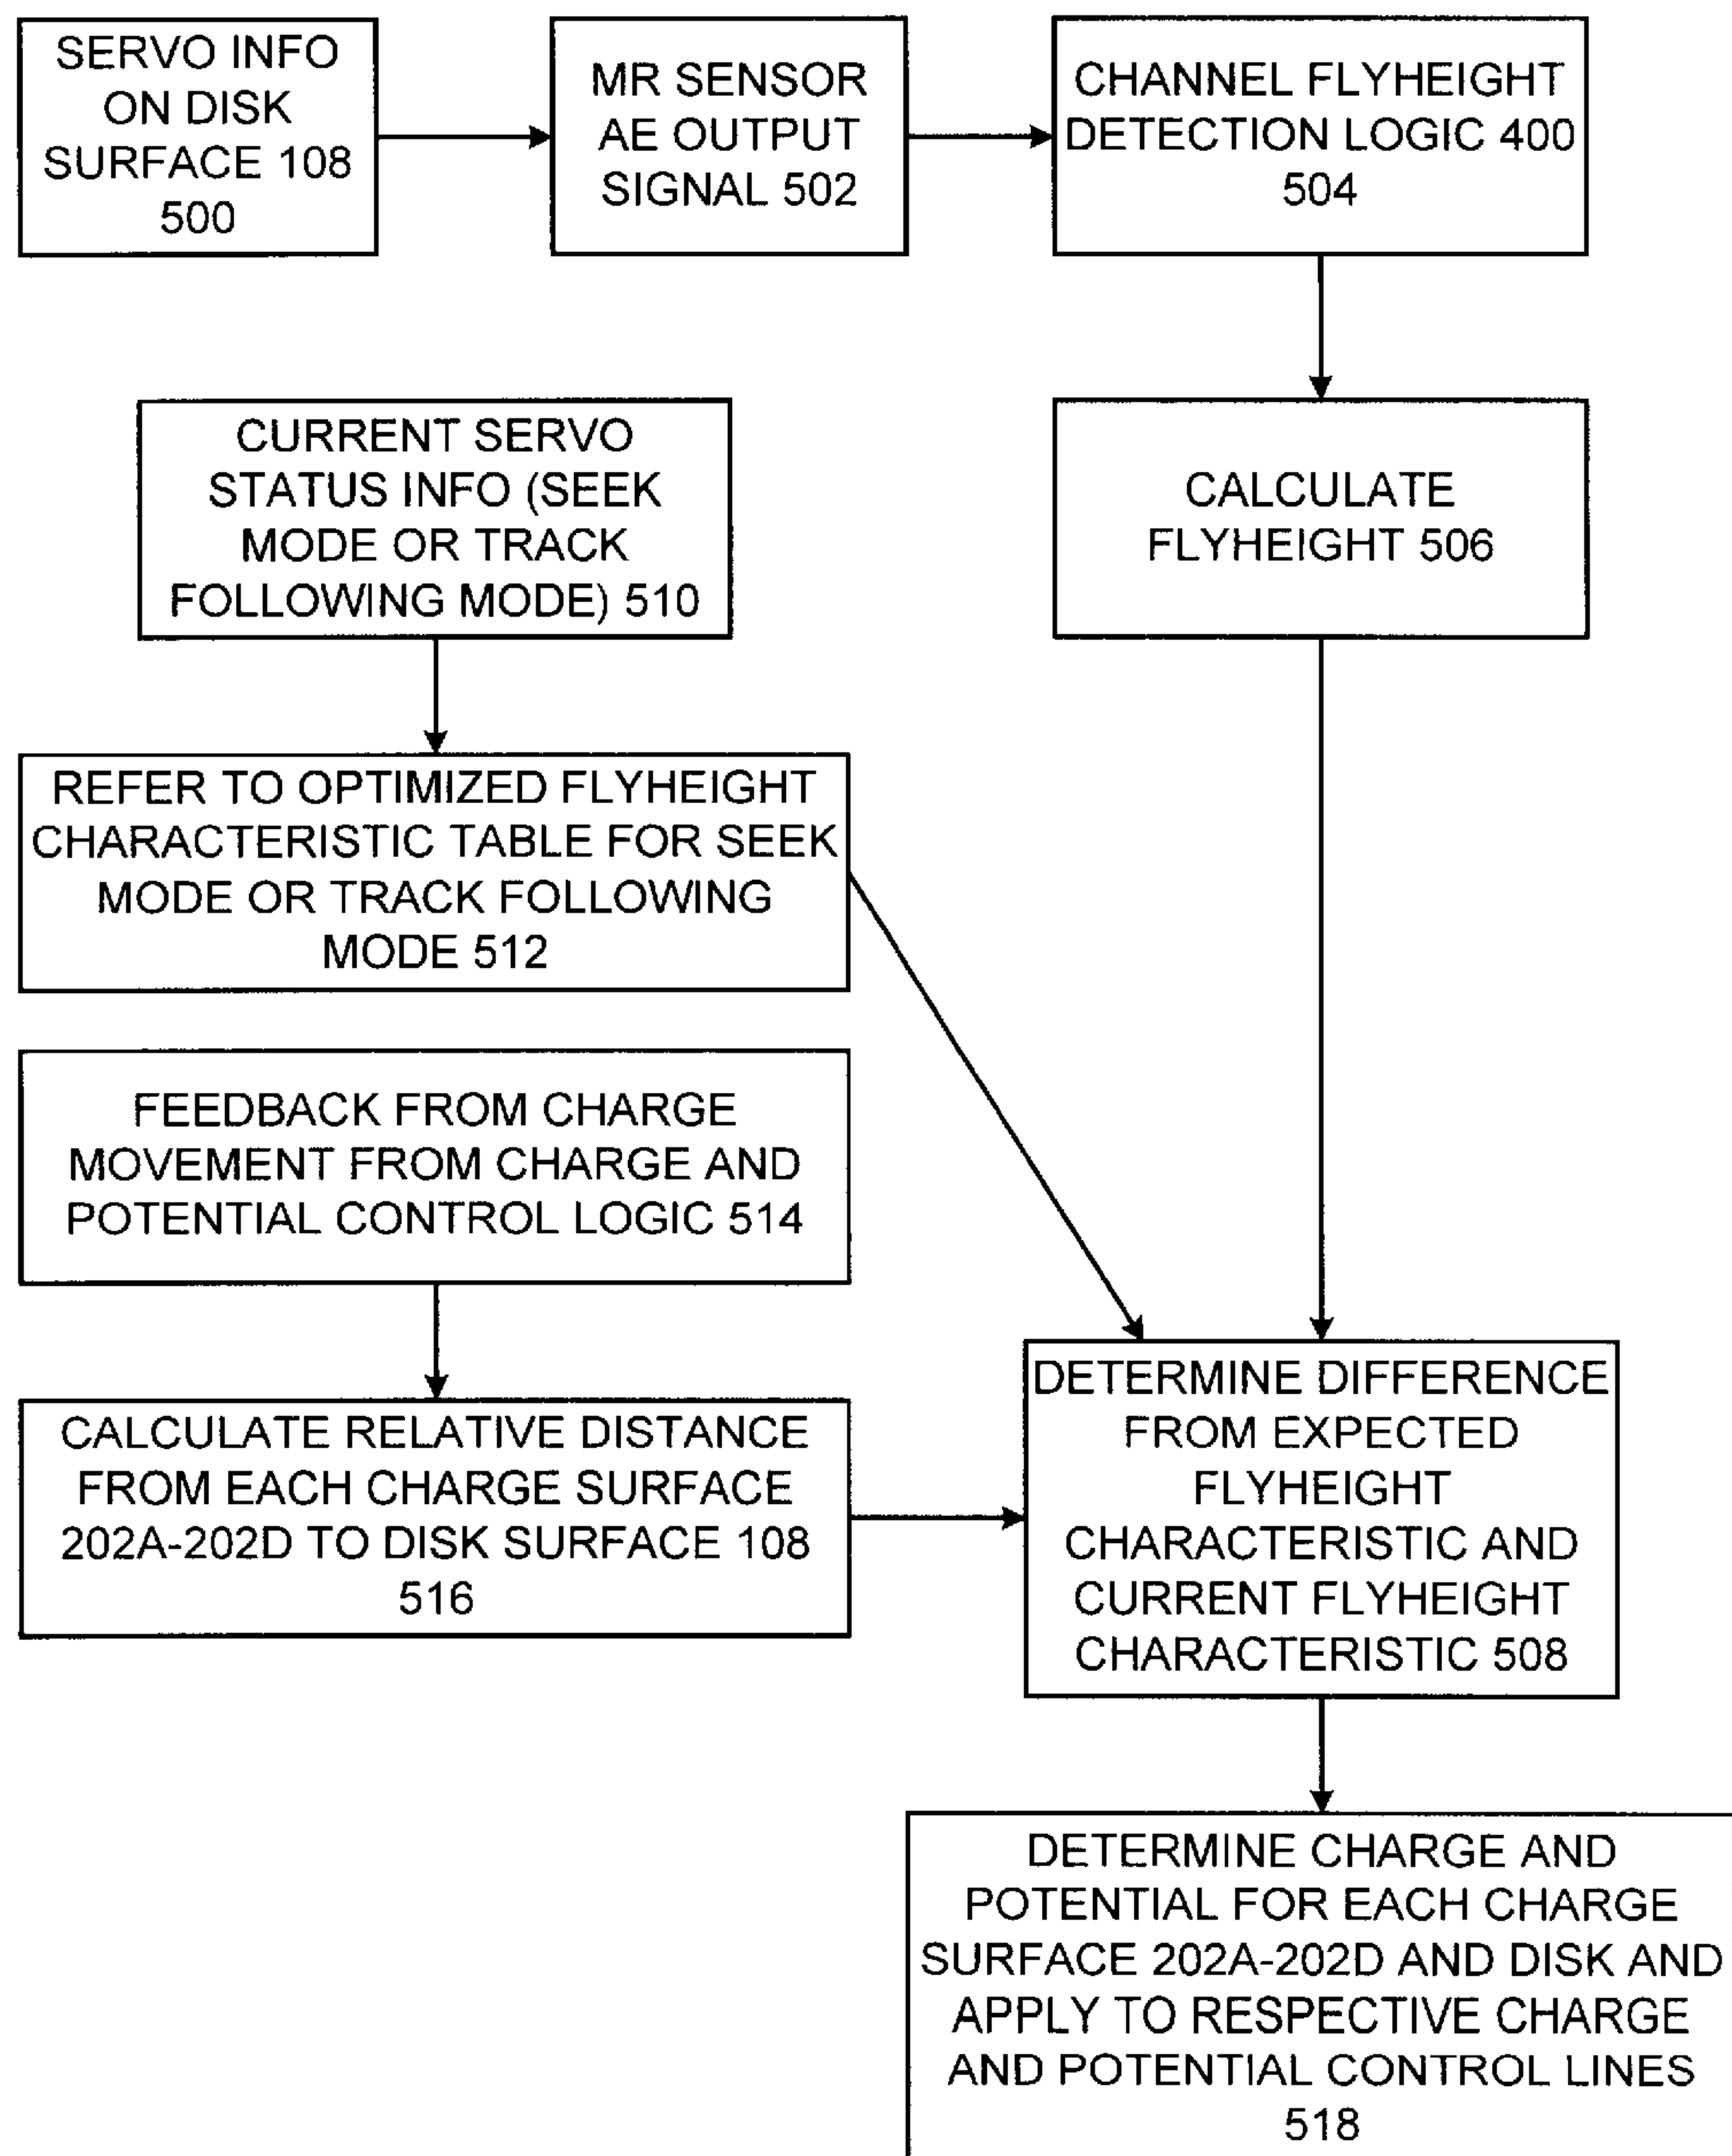 SERVO INFO
ON DISK
SURFACE 108
500
MR SENSOR
AE OUTPUT
SIGNAL 502
CHANNEL FLYHEIGHT
DETECTION LOGIC 400
504
CURRENT SERVO
STATUS INFO (SEEK
MODE OR TRACK
FOLLOWING MODE) 510
CALCULATE
FLYHEIGHT 506
REFER TO OPTIMIZED FLYHEIGHT
CHARACTERISTIC TABLE FOR SEEK
MODE OR TRACK FOLLOWING
MODE 512
FEEDBACK FROM CHARGE
MOVEMENT FROM CHARGE AND
POTENTIAL CONTROL LOGIC 514
CALCULATE RELATIVE DISTANCE
FROM EACH CHARGE SURFACE
202A-202D TO DISK SURFACE 108
516
DETERMINE DIFFERENCE
FROM EXPECTED
FLYHEIGHT
CHARACTERISTIC AND
CURRENT FLYHEIGHT
CHARACTERISTIC 508
DETERMINE CHARGE AND
POTENTIAL FOR EACH CHARGE
SURFACE 202A-202D AND DISK AND
APPLY TO RESPECTIVE CHARGE
AND POTENTIAL CONTROL LINES
518